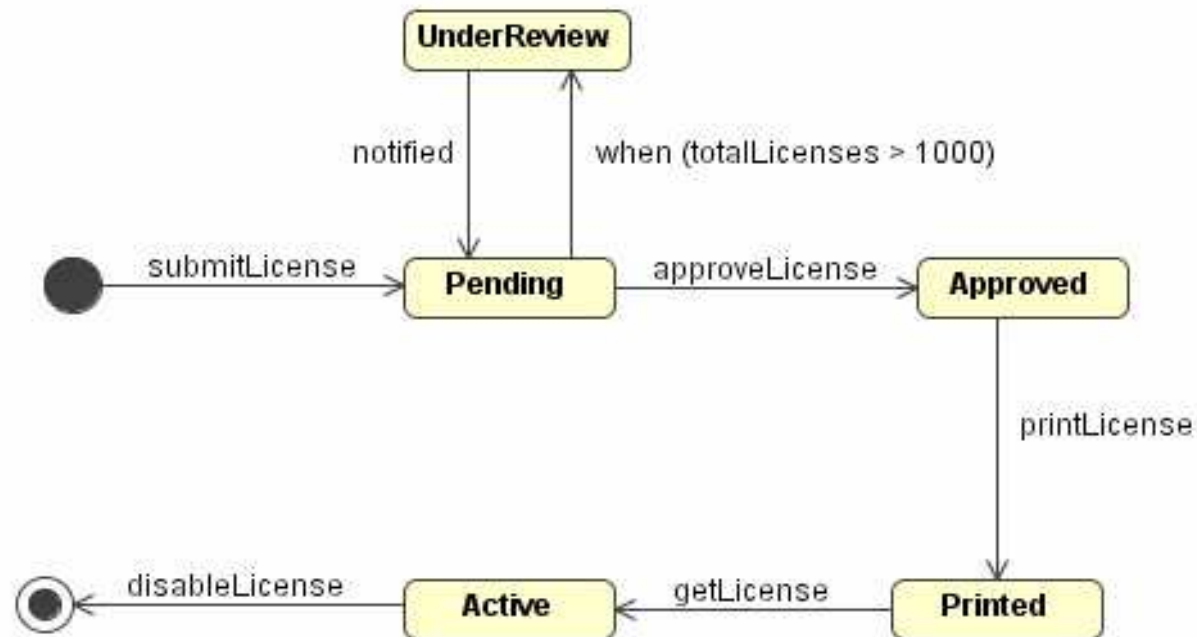 UnderReview
notified
when (totalLicenses > 1000)
submitLicense
Pending
approveLicense
Approved
printLicense
disableLicense
Active
getLicense
Printed